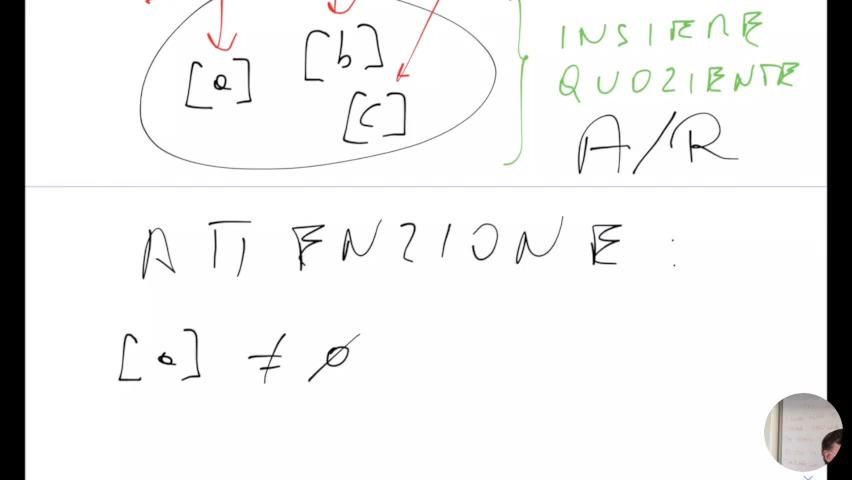 [a] [b] [c]
INSIEME
QUOZIENTE
A/R
ATTENZIONE:
[a] ≠ ∅